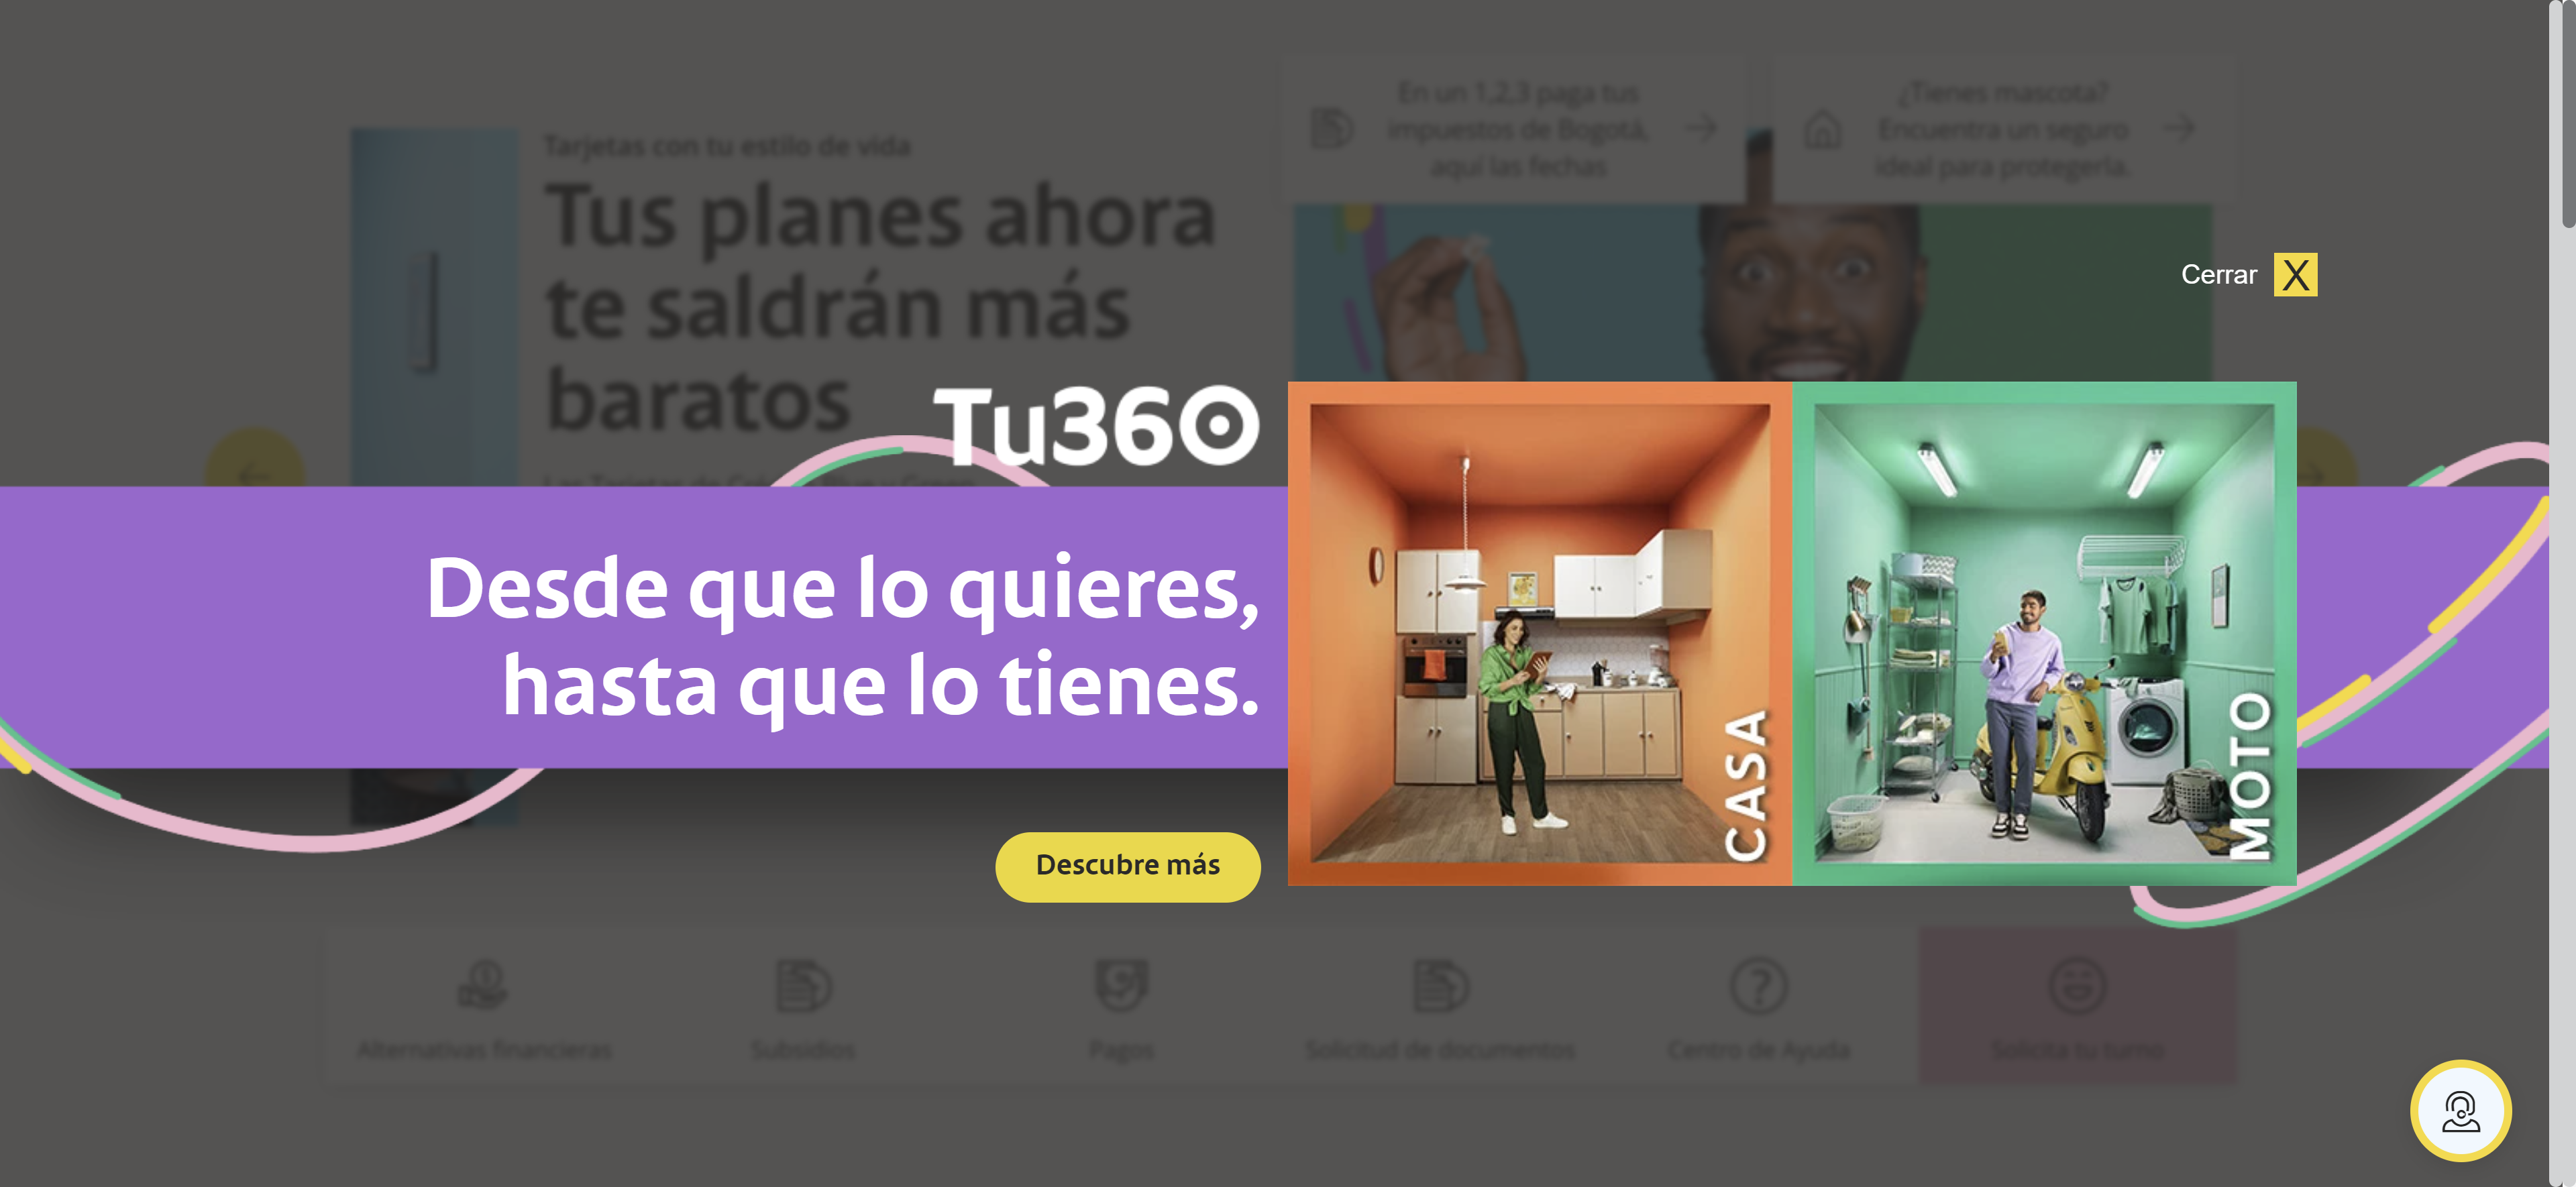 En un 1,2,3 paga tus
impuestos de Bogotá,
aquí las fechas
¿Tienes mascota?
Encuentra un seguro
ideal para protegerla.
Tarjetas con tu estilo de vida
Tus planes ahora
te saldrán más
baratos
Cerrar X
Tu360
Desde que lo quieres,
hasta que lo tienes.
CASA
MOTO
Descubre más
Alternativas financieras
Subsidios
Pagos
Solicitud de documentos
Centro de Ayuda
Solicita tu turno